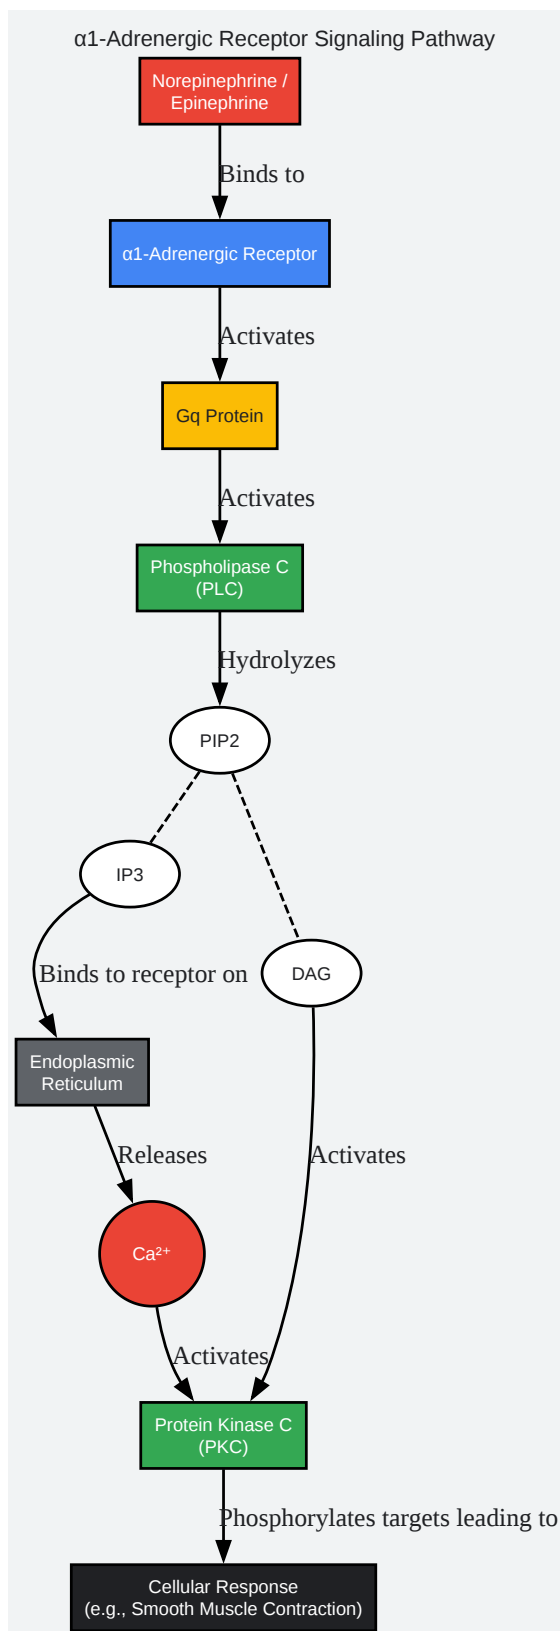 α1-Adrenergic Receptor Signaling Pathway
Norepinephrine /
Epinephrine
Binds to
α1-Adrenergic Receptor
Activates
Gq Protein
Activates
Phospholipase C
(PLC)
Hydrolyzes
PIP2
IP3
Binds to receptor on
DAG
Endoplasmic
Reticulum
Releases
Activates
Ca²⁺
Activates
Protein Kinase C
(PKC)
Phosphorylates targets leading to
Cellular Response
(e.g., Smooth Muscle Contraction)